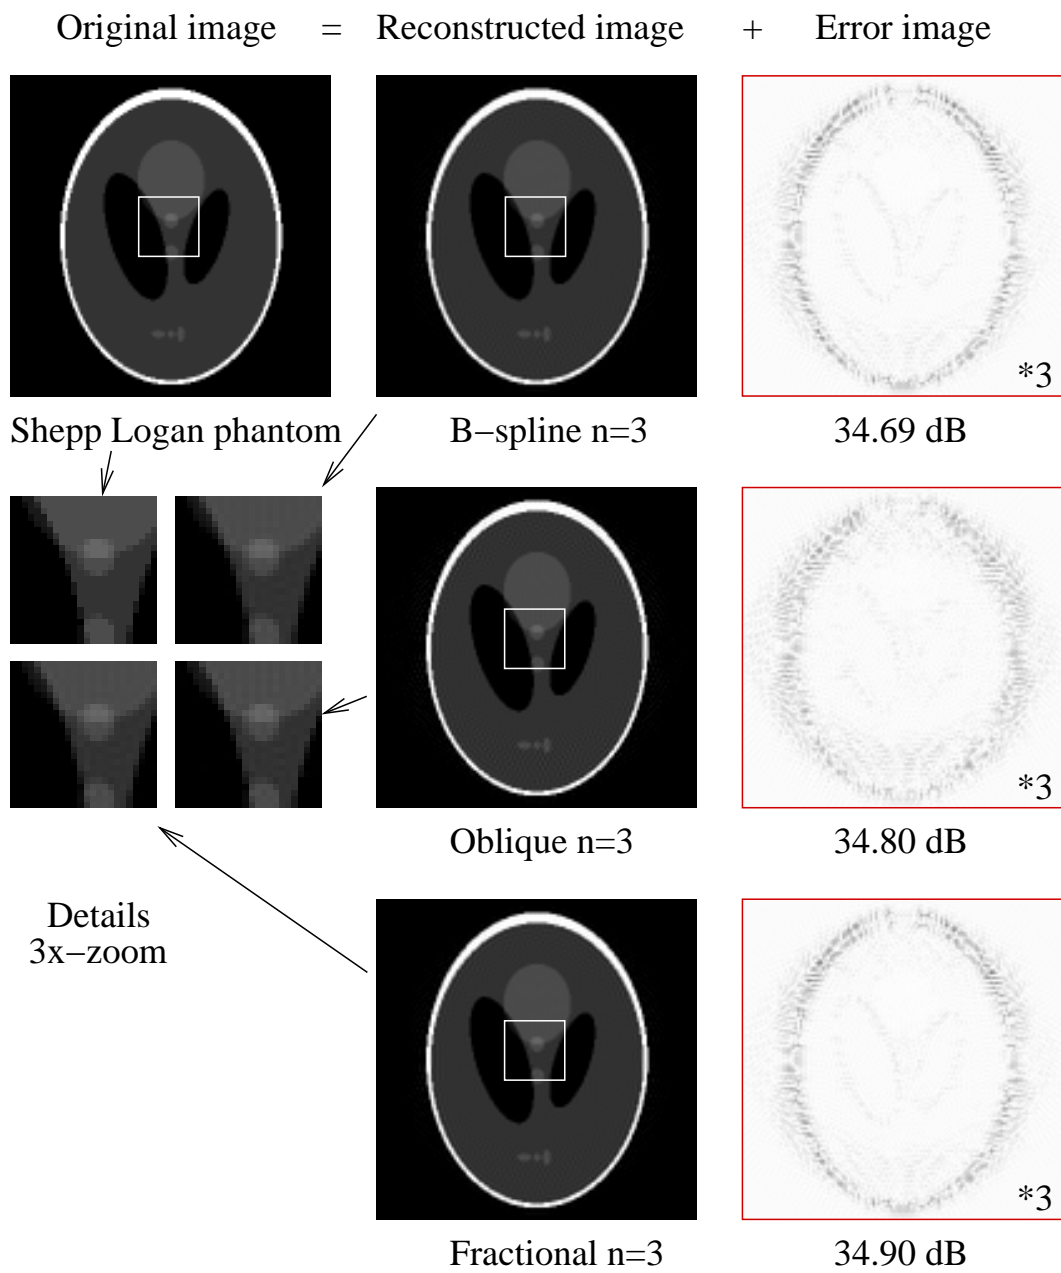 Original image = Reconstructed image + Error image
*3
Shepp Logan phantom B−spline n=3 34.69 dB
*3
Oblique n=3 34.80 dB
Details
3x−zoom
*3
Fractional n=3 34.90 dB